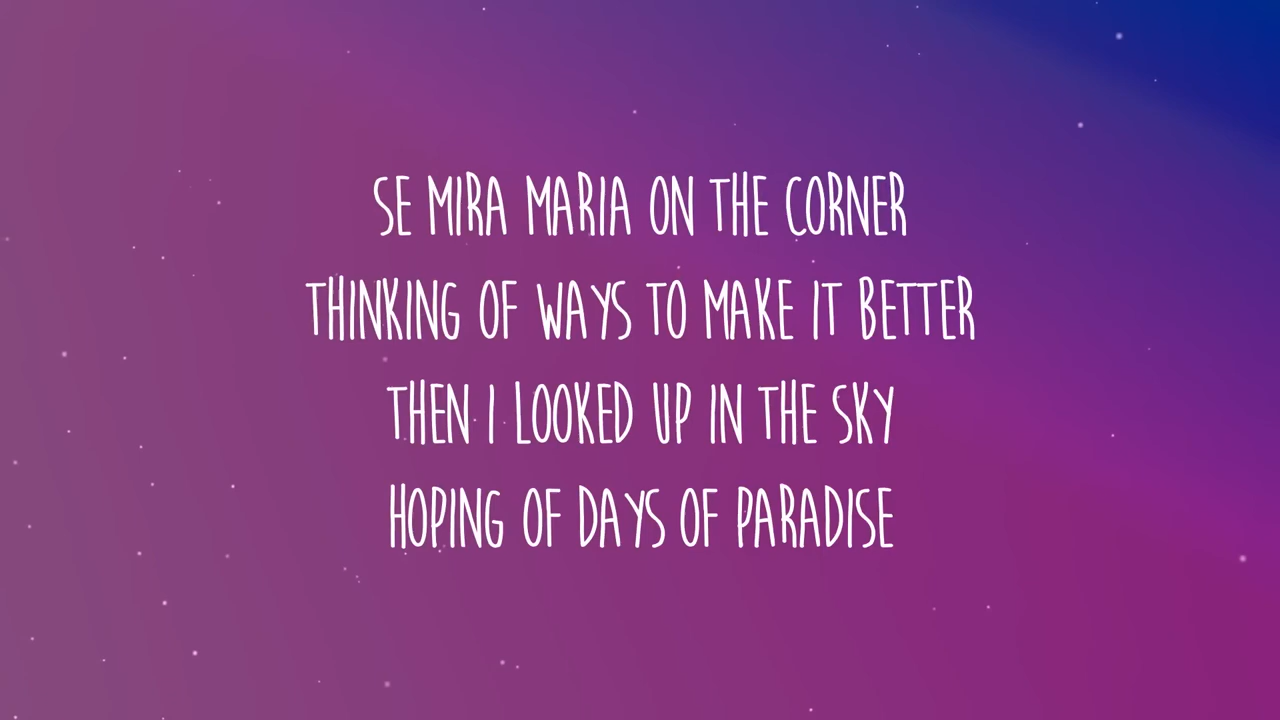 SE MIRA MARIA ON THE CORNER
THINKING OF WAYS TO MAKE IT BETTER
THEN I LOOKED UP IN THE SKY
HOPING OF DAYS OF PARADISE